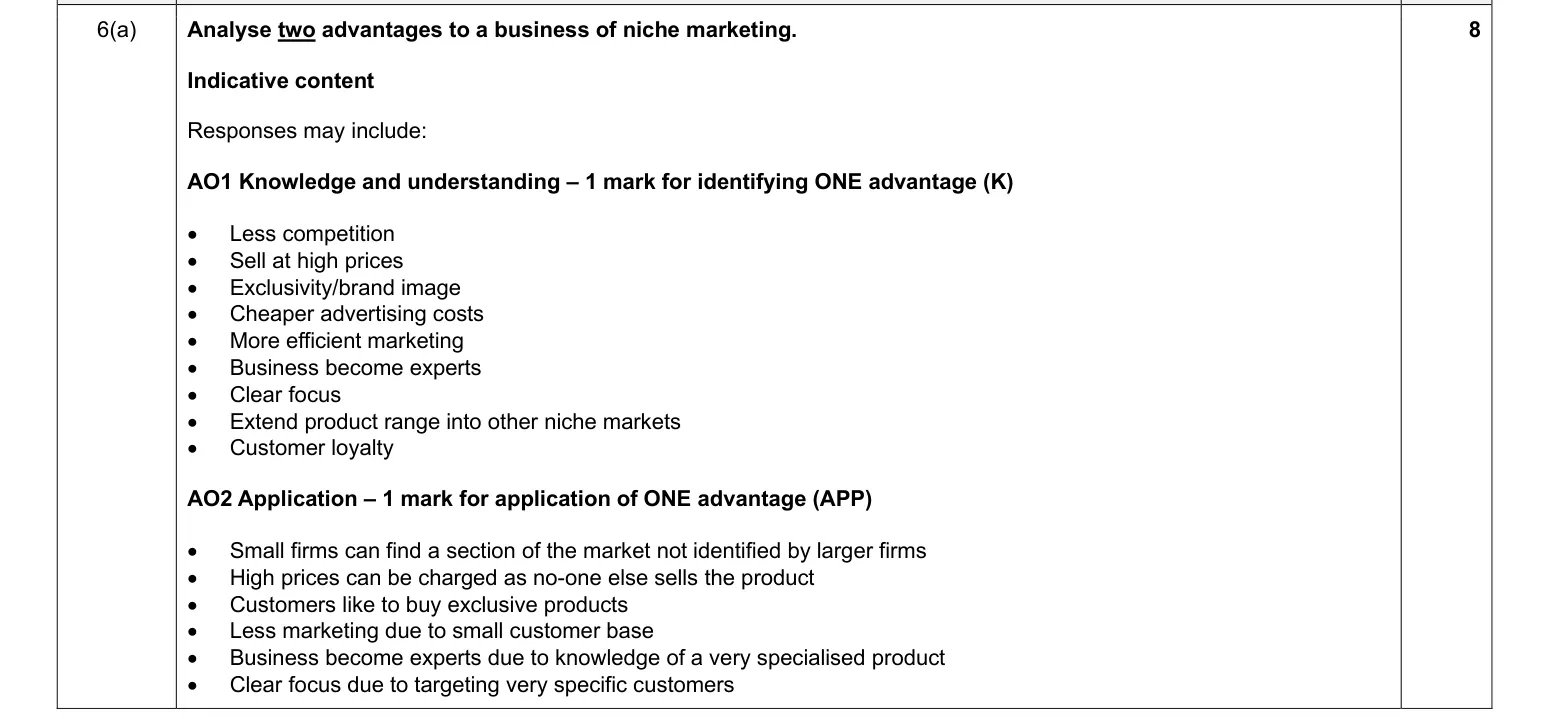 6(a) Analyse two advantages to a business of niche marketing. 8
Indicative content
Responses may include:
AO1 Knowledge and understanding – 1 mark for identifying ONE advantage (K)
• Less competition
• Sell at high prices
• Exclusivity/brand image
• Cheaper advertising costs
• More efficient marketing
• Business become experts
• Clear focus
• Extend product range into other niche markets
• Customer loyalty
AO2 Application – 1 mark for application of ONE advantage (APP)
• Small firms can find a section of the market not identified by larger firms
• High prices can be charged as no-one else sells the product
• Customers like to buy exclusive products
• Less marketing due to small customer base
• Business become experts due to knowledge of a very specialised product
• Clear focus due to targeting very specific customers